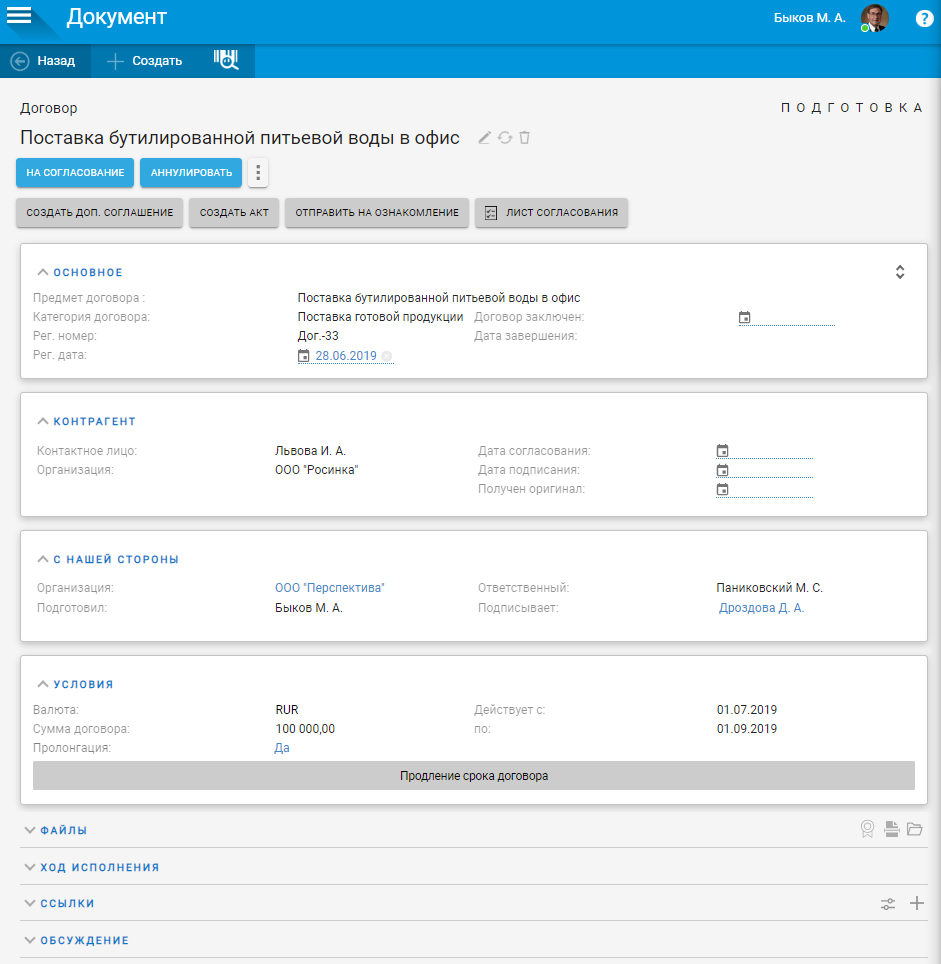 Документ
Быков М. А.
?
Назад
Создать
Договор
ПОДГОТОВКА
Поставка бутилированной питьевой воды в офис
НА СОГЛАСОВАНИЕ АННУЛИРОВАТЬ
СОЗДАТЬ ДОП. СОГЛАШЕНИЕ СОЗДАТЬ АКТ ОТПРАВИТЬ НА ОЗНАКОМЛЕНИЕ ЛИСТ СОГЛАСОВАНИЯ
ОСНОВНОЕ
Предмет договора : Поставка бутилированной питьевой воды в офис
Категория договора: Поставка готовой продукции Договор заключен:
Рег. номер: Дог.-33 Дата завершения:
Рег. дата: 28.06.2019
КОНТРАГЕНТ
Контактное лицо: Львова И. А. Дата согласования:
Организация: ООО "Росинка" Дата подписания:
Получен оригинал:
С НАШЕЙ СТОРОНЫ
Организация: ООО "Перспектива" Ответственный: Паниковский М. С.
Подготовил: Быков М. А. Подписывает: Дроздова Д. А.
УСЛОВИЯ
Валюта: RUR Действует с: 01.07.2019
Сумма договора: 100 000,00 по: 01.09.2019
Пролонгация: Да
Продление срока договора
ФАЙЛЫ
ХОД ИСПОЛНЕНИЯ
ССЫЛКИ
ОБСУЖДЕНИЕ